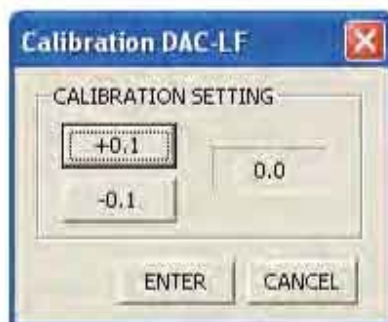 Calibration DAC-LF
CALIBRATION SETTING
+0.1
0.0
-0.1
ENTER CANCEL